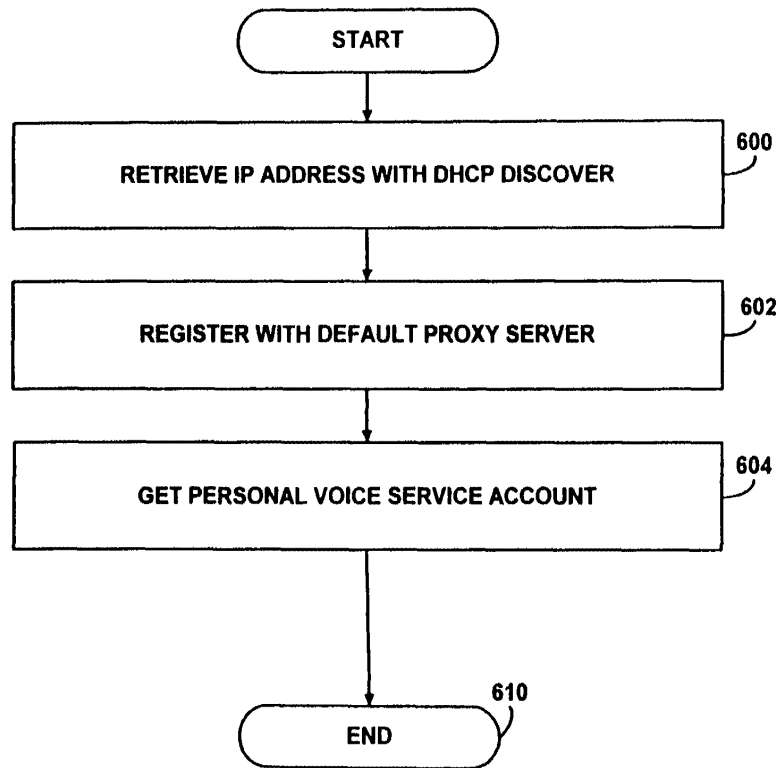 START
RETRIEVE IP ADDRESS WITH DHCP DISCOVER
600
REGISTER WITH DEFAULT PROXY SERVER
602
GET PERSONAL VOICE SERVICE ACCOUNT
604
END
610